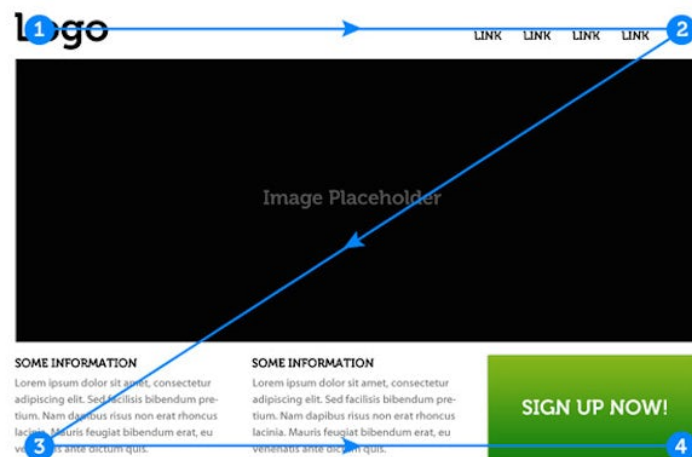 1
Logo
LINK LINK LINK LINK
2
Image Placeholder
SOME INFORMATION
Lorem ipsum dolor sit amet, consectetur
adipiscing elit. Sed facilisis bibendum pre-
tium. Nam dapibus risus non erat rhoncus
lacinia. Mauris feugiat bibendum erat, eu
venenatis ante dictum quis.
3
SOME INFORMATION
Lorem ipsum dolor sit amet, consectetur
adipiscing elit. Sed facilisis bibendum pre-
tium. Nam dapibus risus non erat rhoncus
lacinia. Mauris feugiat bibendum erat, eu
venenatis ante dictum quis.
SIGN UP NOW!
4